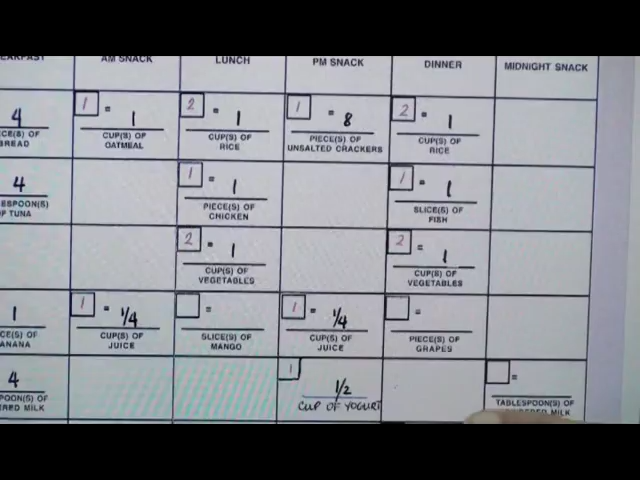 AM SNACK LUNCH PM SNACK DINNER MIDNIGHT SNACK
4 1 = 1 2 = 1 1 = 8 2 = 1
BREAD CUP(S) OF OATMEAL CUP(S) OF RICE PIECE(S) OF UNSALTED CRACKERS CUP(S) OF RICE
4 1 = 1 1 = 1
TUNA PIECE(S) OF CHICKEN SLICE(S) OF FISH
2 = 1 2 = 1
CUP(S) OF VEGETABLES CUP(S) OF VEGETABLES
1 1 = 1/4 = 1 = 1/4 =
CUP(S) OF JUICE SLICE(S) OF MANGO CUP(S) OF JUICE PIECE(S) OF GRAPES
4 1 1/2 =
MILK CUP OF YOGURT TABLESPOON(S) OF MILK